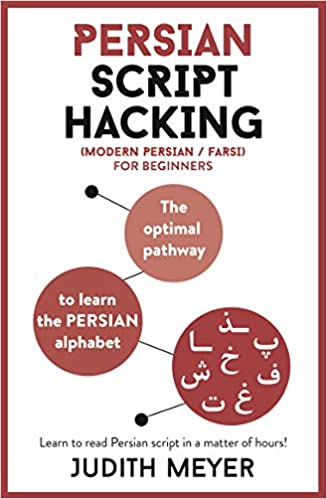 PERSIAN
SCRIPT
HACKING
(MODERN PERSIAN / FARSI)
FOR BEGINNERS
The
optimal
pathway
to learn
the PERSIAN
alphabet
ـذ
پ ـا
خ
ف ش
غ ت
Learn to read Persian script in a matter of hours!
JUDITH MEYER